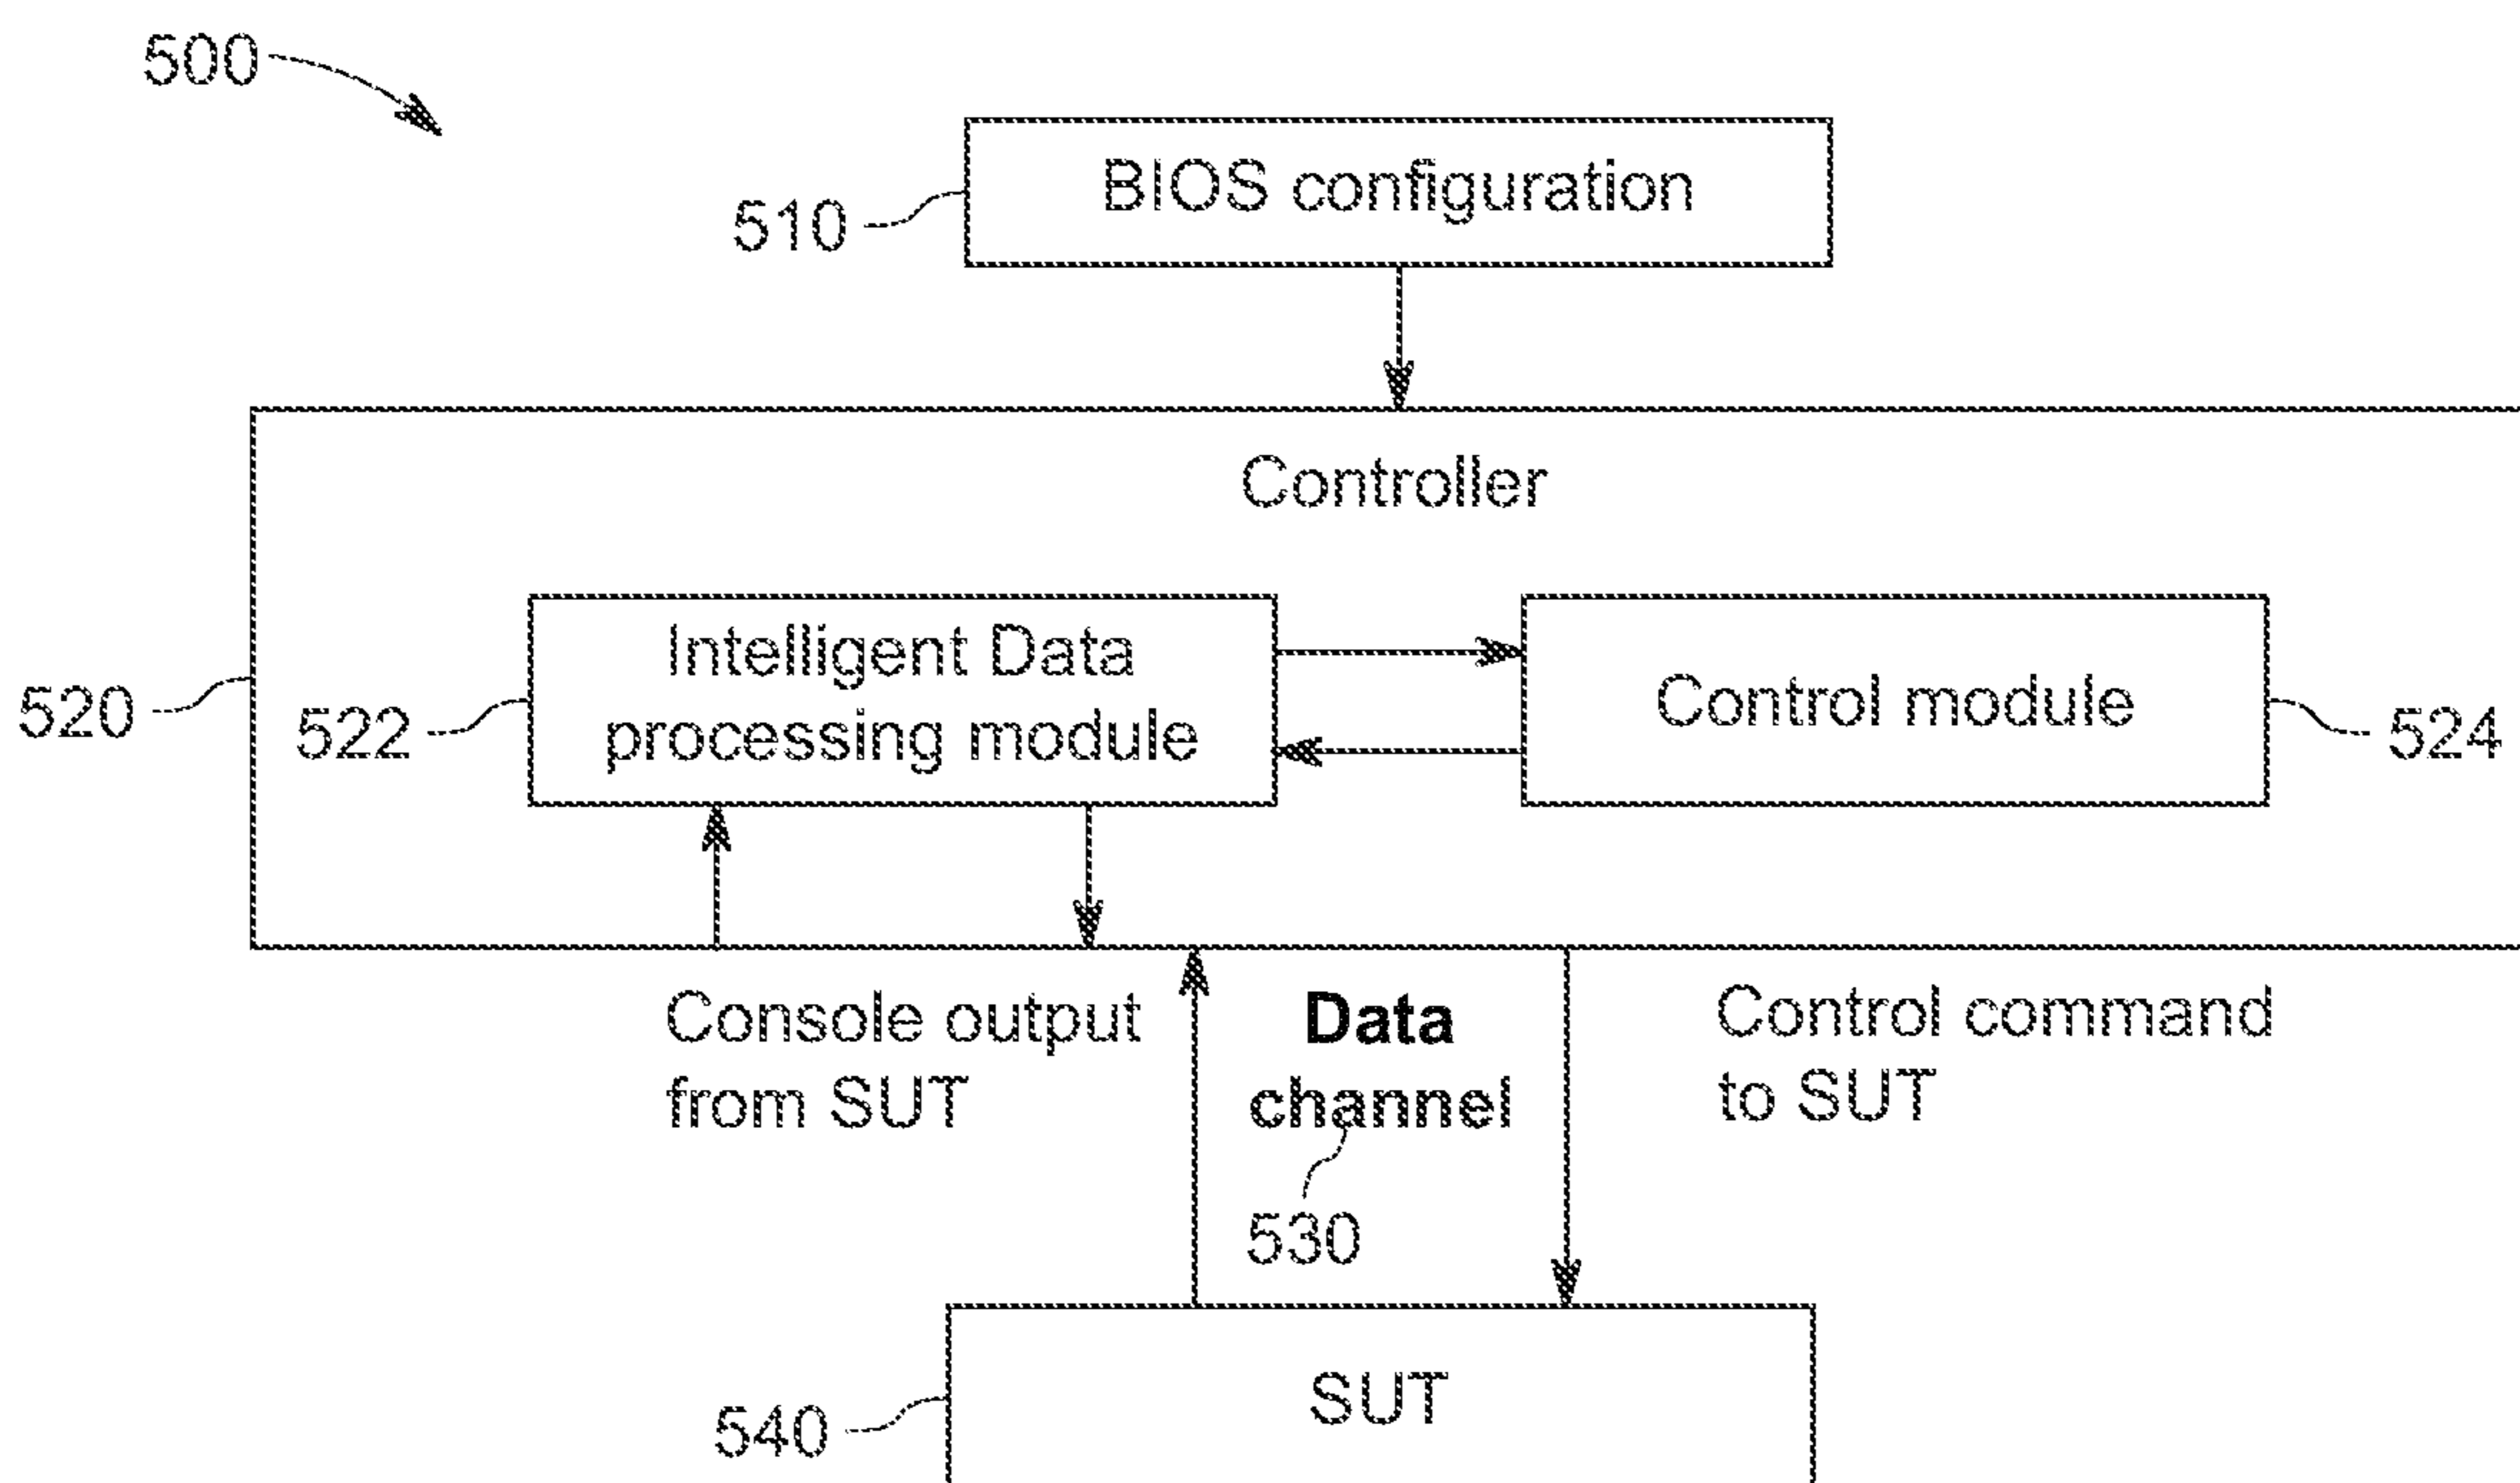 500
BIOS configuration
510
Controller
Intelligent Data
processing module
Control module
520
522
524
Console output
from SUT
Data
channel
Control command
to SUT
530
SUT
540